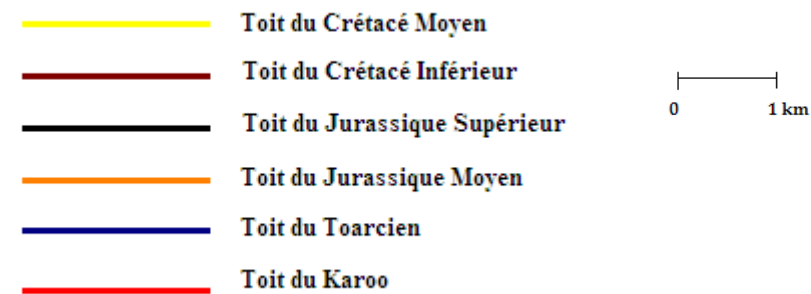 Toit du Crétacé Moyen
Toit du Crétacé Inférieur
Toit du Jurassique Supérieur
0 1 km
Toit du Jurassique Moyen
Toit du Toarcien
Toit du Karoo